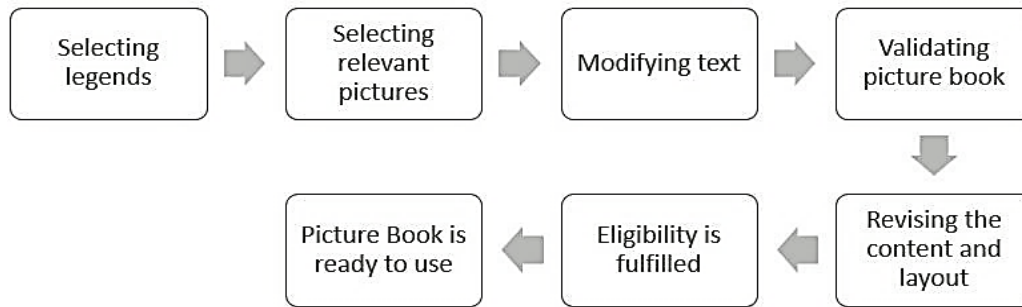 Selecting
legends
Selecting
relevant
pictures
Modifying text
Validating
picture book
Revising the
content and
layout
Eligibility is
fulfilled
Picture Book is
ready to use